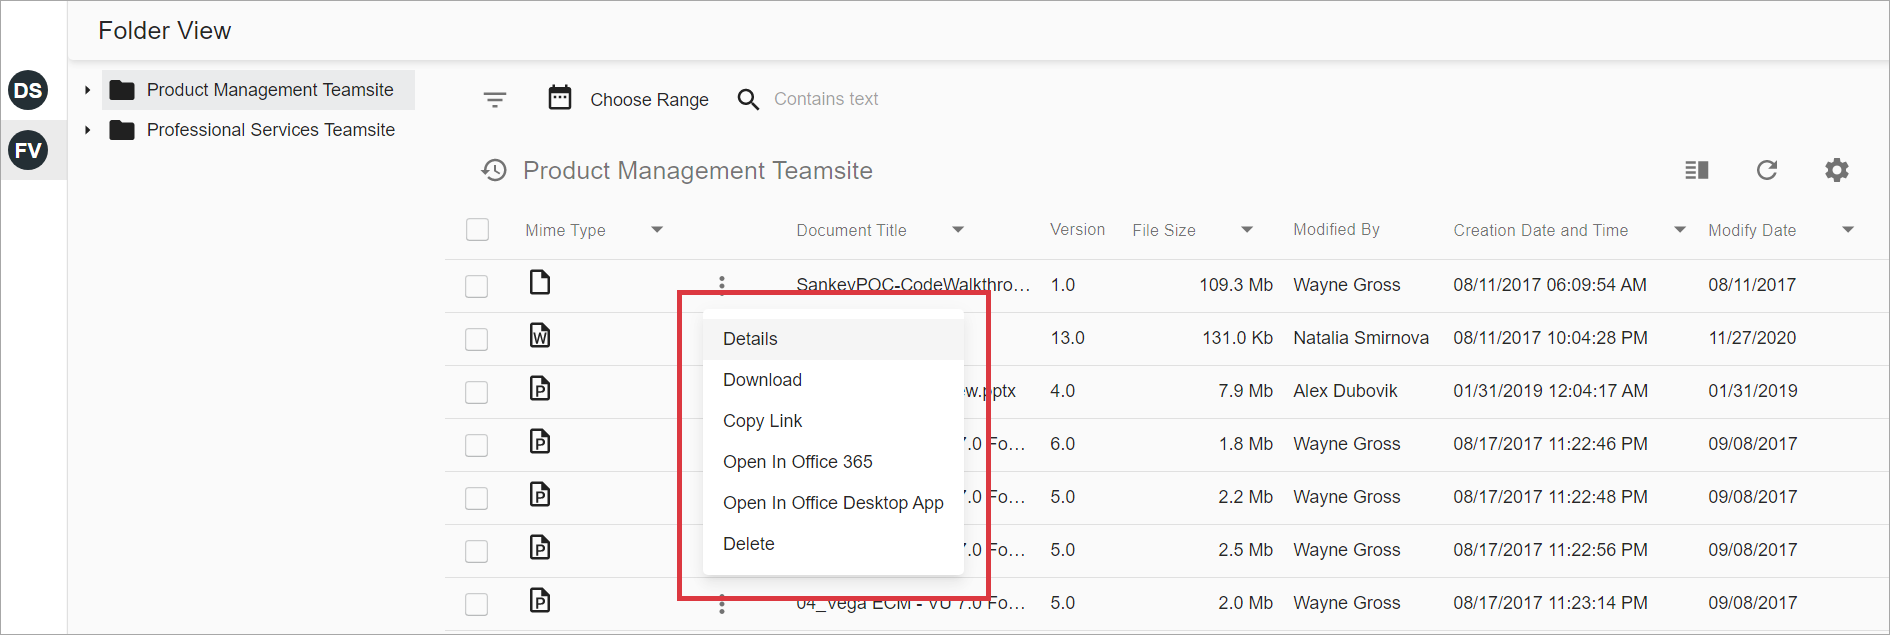 Folder View
DS
FV
Product Management Teamsite
Professional Services Teamsite
Choose Range Contains text
Product Management Teamsite
Mime Type Document Title Version File Size Modified By Creation Date and Time Modify Date
SankeyPOC-CodeWalkthro... 1.0 109.3 Mb Wayne Gross 08/11/2017 06:09:54 AM 08/11/2017
W 13.0 131.0 Kb Natalia Smirnova 08/11/2017 10:04:28 PM 11/27/2020
P ew.pptx 4.0 7.9 Mb Alex Dubovik 01/31/2019 12:04:17 AM 01/31/2019
P 7.0 Fo... 6.0 1.8 Mb Wayne Gross 08/17/2017 11:22:46 PM 09/08/2017
P 7.0 Fo... 5.0 2.2 Mb Wayne Gross 08/17/2017 11:22:48 PM 09/08/2017
P 7.0 Fo... 5.0 2.5 Mb Wayne Gross 08/17/2017 11:22:56 PM 09/08/2017
P 04_Vega ECM - VU 7.0 Fo... 5.0 2.0 Mb Wayne Gross 08/17/2017 11:23:14 PM 09/08/2017
Details
Download
Copy Link
Open In Office 365
Open In Office Desktop App
Delete